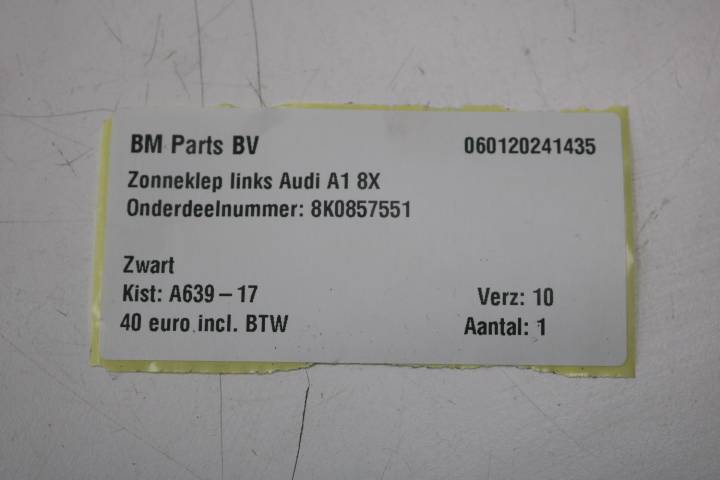 BM Parts BV 060120241435
Zonneklep links Audi A1 8X
Onderdeelnummer: 8K0857551
Zwart
Kist: A639-17 Verz: 10
40 euro incl. BTW Aantal: 1